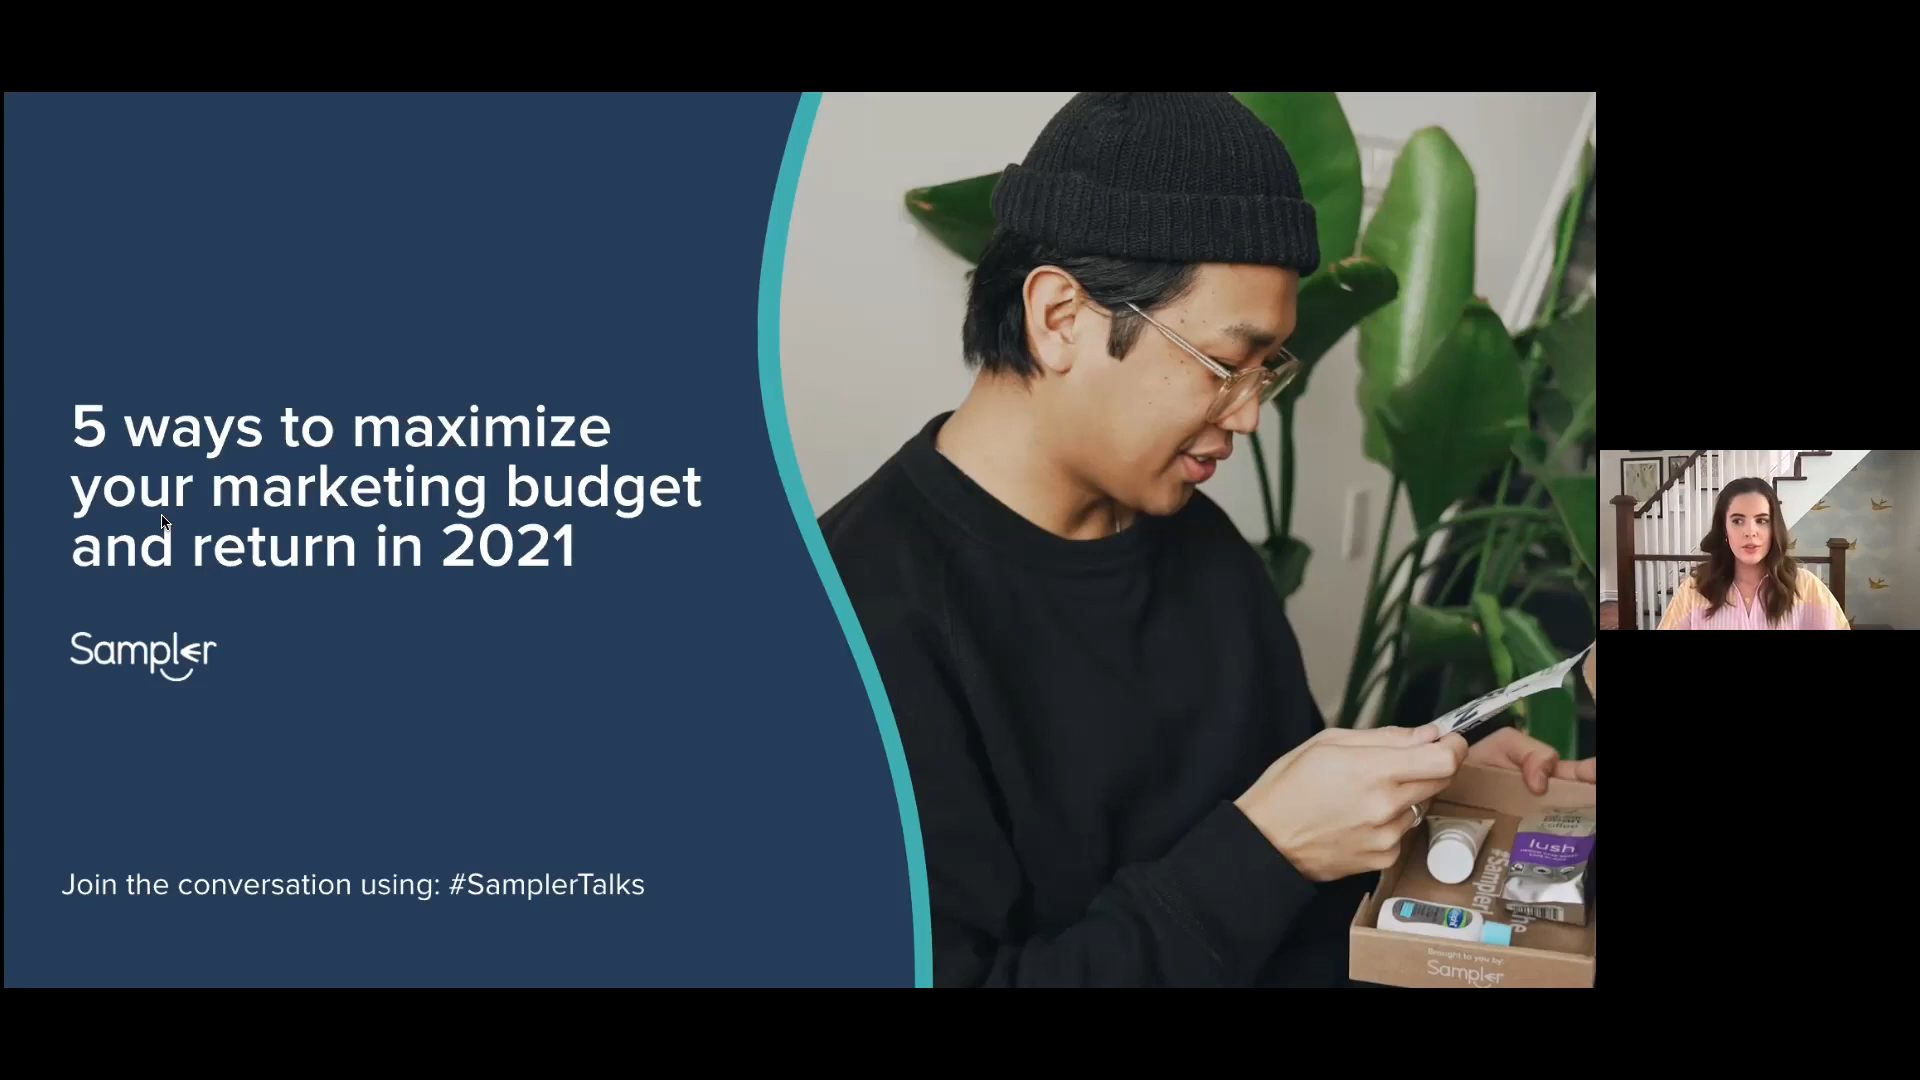 5 ways to maximize
your marketing budget
and return in 2021
Sampler
Join the conversation using: #SamplerTalks
lush
Brought to you by:
Sampler